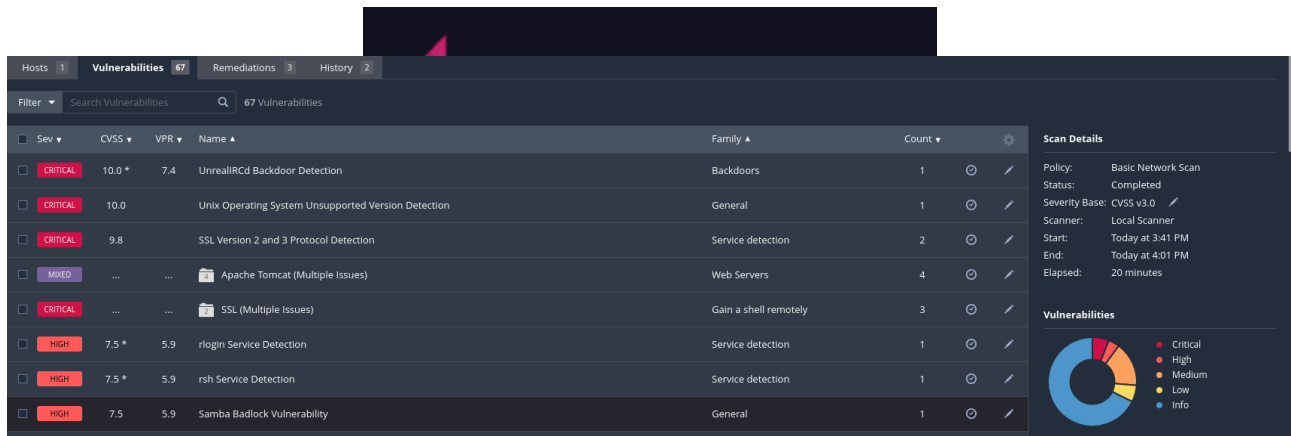 Hosts 1 Vulnerabilities 67 Remediations 3 History 2
Filter Search Vulnerabilities 67 Vulnerabilities
Sev CVSS VPR Name Family Count
CRITICAL 10.0 * 7.4 UnrealIRCd Backdoor Detection Backdoors 1
CRITICAL 10.0 Unix Operating System Unsupported Version Detection General 1
CRITICAL 9.8 SSL Version 2 and 3 Protocol Detection Service detection 2
MIXED ... ... 4 Apache Tomcat (Multiple Issues) Web Servers 4
CRITICAL ... ... 2 SSL (Multiple Issues) Gain a shell remotely 3
HIGH 7.5 * 5.9 rlogin Service Detection Service detection 1
HIGH 7.5 * 5.9 rsh Service Detection Service detection 1
HIGH 7.5 5.9 Samba Badlock Vulnerability General 1
Scan Details
Policy: Basic Network Scan
Status: Completed
Severity Base: CVSS v3.0
Scanner: Local Scanner
Start: Today at 3:41 PM
End: Today at 4:01 PM
Elapsed: 20 minutes
Vulnerabilities
Critical
High
Medium
Low
Info